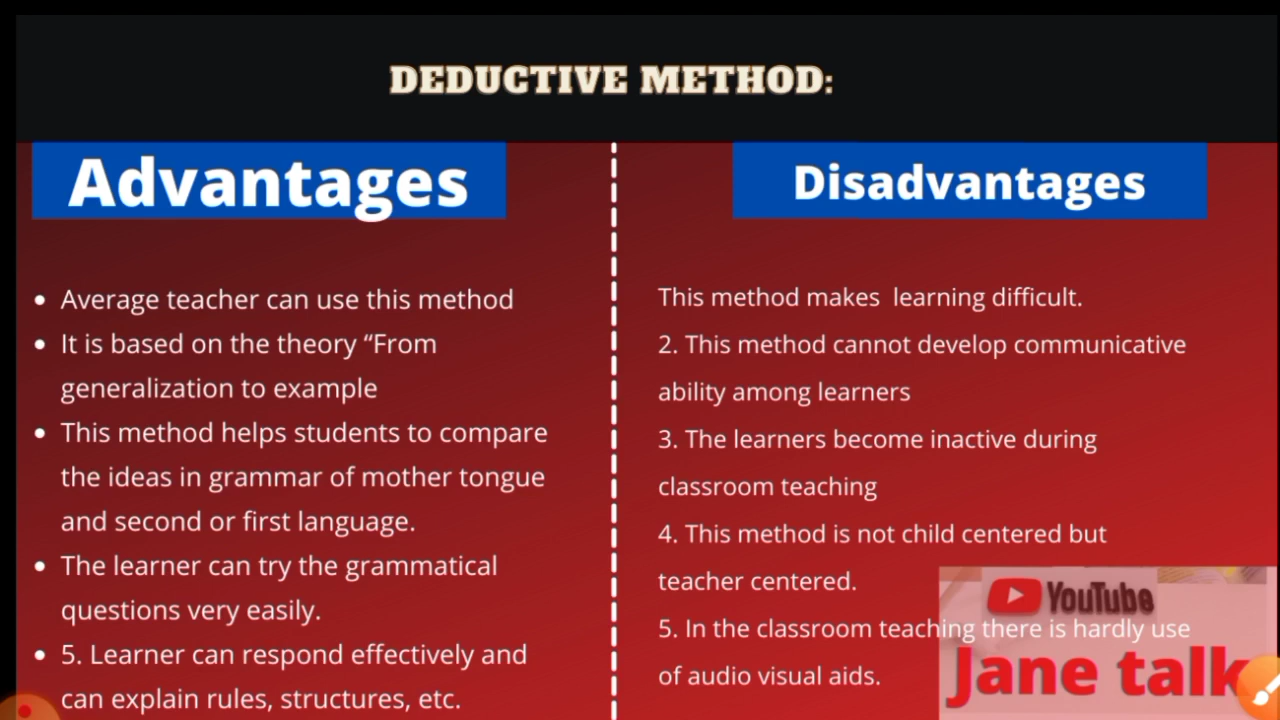 DEDUCTIVE METHOD:
Advantages
• Average teacher can use this method
• It is based on the theory “From
generalization to example
• This method helps students to compare
the ideas in grammar of mother tongue
and second or first language.
• The learner can try the grammatical
questions very easily.
• 5. Learner can respond effectively and
can explain rules, structures, etc.
Disadvantages
This method makes  learning difficult.
2. This method cannot develop communicative
ability among learners
3. The learners become inactive during
classroom teaching
4. This method is not child centered but
teacher centered.
5. In the classroom teaching there is hardly use
of audio visual aids.
YouTube
Jane talk